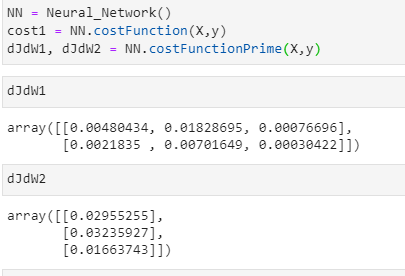 NN = Neural_Network()
cost1 = NN.costFunction(X,y)
dJdW1, dJdW2 = NN.costFunctionPrime(X,y)
dJdW1
array([[0.00480434, 0.01828695, 0.00076696],
       [0.0021835 , 0.00701649, 0.00030422]])
dJdW2
array([[0.02955255],
       [0.03235927],
       [0.01663743]])